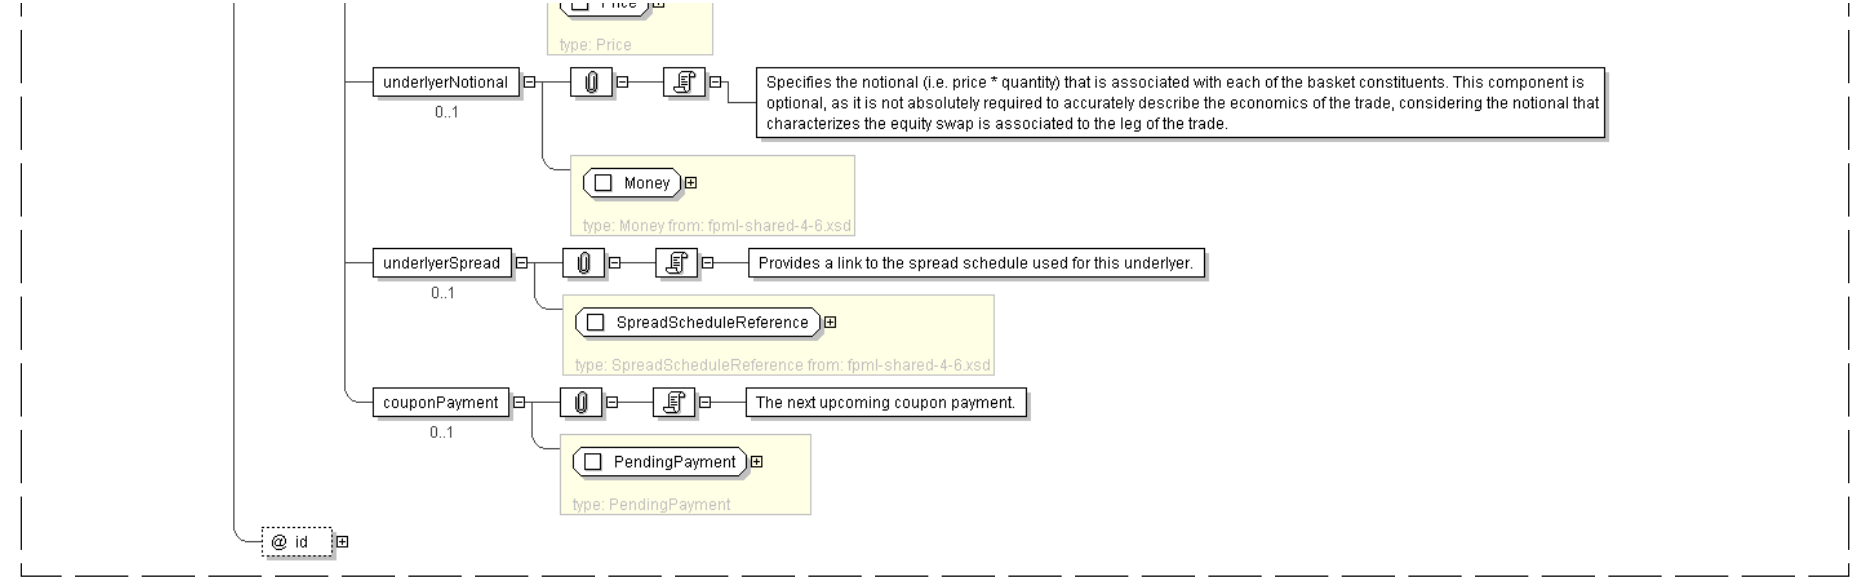 Price
type: Price
underlyerNotional
0..1
Specifies the notional (i.e. price * quantity) that is associated with each of the basket constituents. This component is
optional, as it is not absolutely required to accurately describe the economics of the trade, considering the notional that
characterizes the equity swap is associated to the leg of the trade.
Money
type: Money from: fpml-shared-4-6.xsd
underlyerSpread
0..1
Provides a link to the spread schedule used for this underlyer.
SpreadScheduleReference
type: SpreadScheduleReference from: fpml-shared-4-6.xsd
couponPayment
0..1
The next upcoming coupon payment.
PendingPayment
type: PendingPayment
@ id